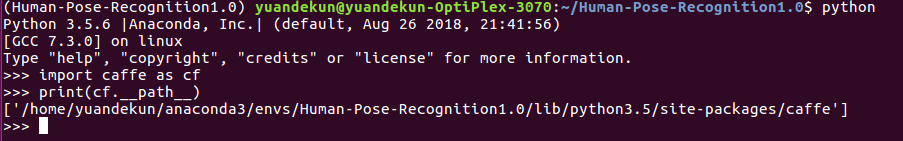 (Human-Pose-Recognition1.0) yuandekun@yuandekun-OptiPlex-3070:~/Human-Pose-Recognition1.0$ python
Python 3.5.6 |Anaconda, Inc.| (default, Aug 26 2018, 21:41:56)
[GCC 7.3.0] on linux
Type "help", "copyright", "credits" or "license" for more information.
>>> import caffe as cf
>>> print(cf.__path__)
['/home/yuandekun/anaconda3/envs/Human-Pose-Recognition1.0/lib/python3.5/site-packages/caffe']
>>>